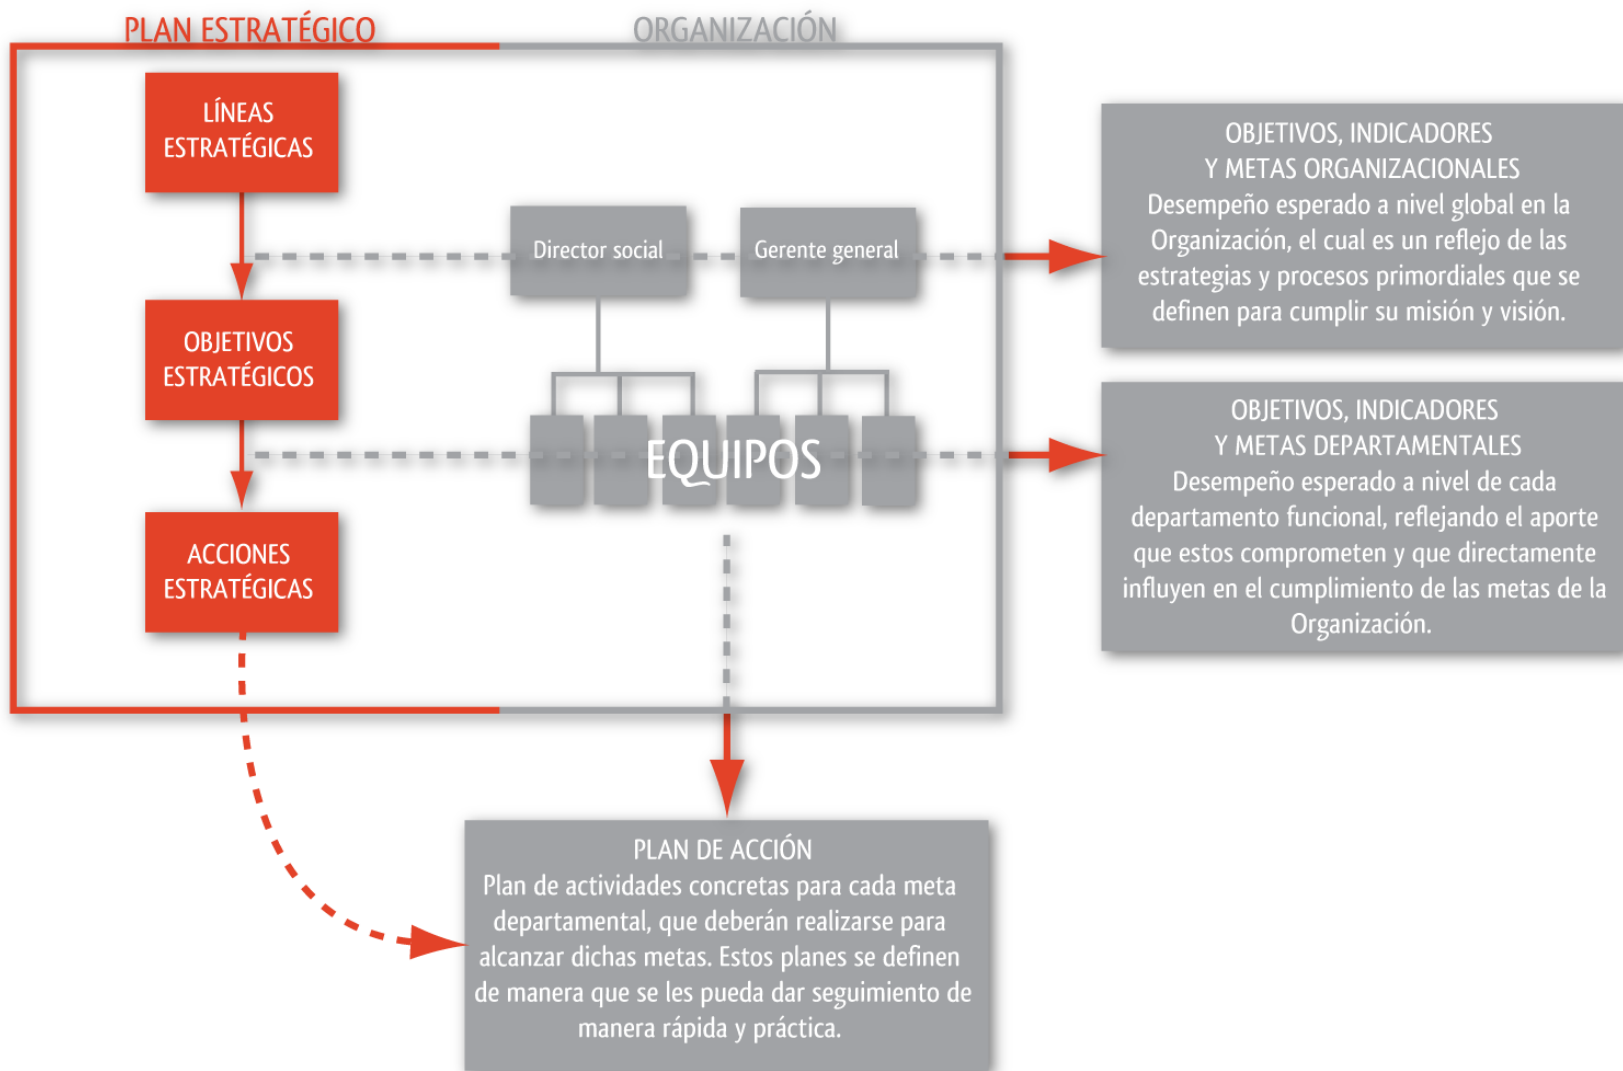 PLAN ESTRATÉGICO
ORGANIZACIÓN
LÍNEAS
ESTRATÉGICAS
OBJETIVOS
ESTRATÉGICOS
ACCIONES
ESTRATÉGICAS
Director social
Gerente general
EQUIPOS
OBJETIVOS, INDICADORES
Y METAS ORGANIZACIONALES
Desempeño esperado a nivel global en la
Organización, el cual es un reflejo de las
estrategias y procesos primordiales que se
definen para cumplir su misión y visión.
OBJETIVOS, INDICADORES
Y METAS DEPARTAMENTALES
Desempeño esperado a nivel de cada
departamento funcional, reflejando el aporte
que estos comprometen y que directamente
influyen en el cumplimiento de las metas de la
Organización.
PLAN DE ACCIÓN
Plan de actividades concretas para cada meta
departamental, que deberán realizarse para
alcanzar dichas metas. Estos planes se definen
de manera que se les pueda dar seguimiento de
manera rápida y práctica.